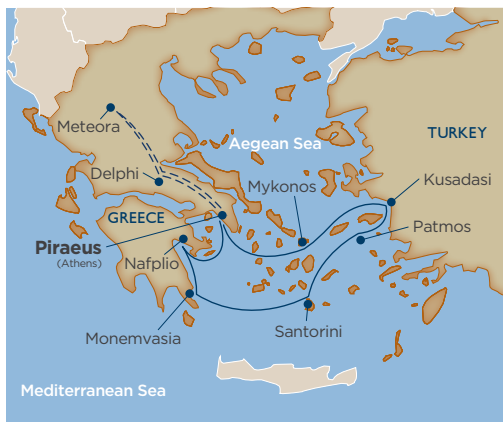 Meteora
TURKEY
Aegean Sea
Delphi
Mykonos
Kusadasi
GREECE
Patmos
Piraeus
(Athens)
Nafplio
Monemvasia
Santorini
Mediterranean Sea